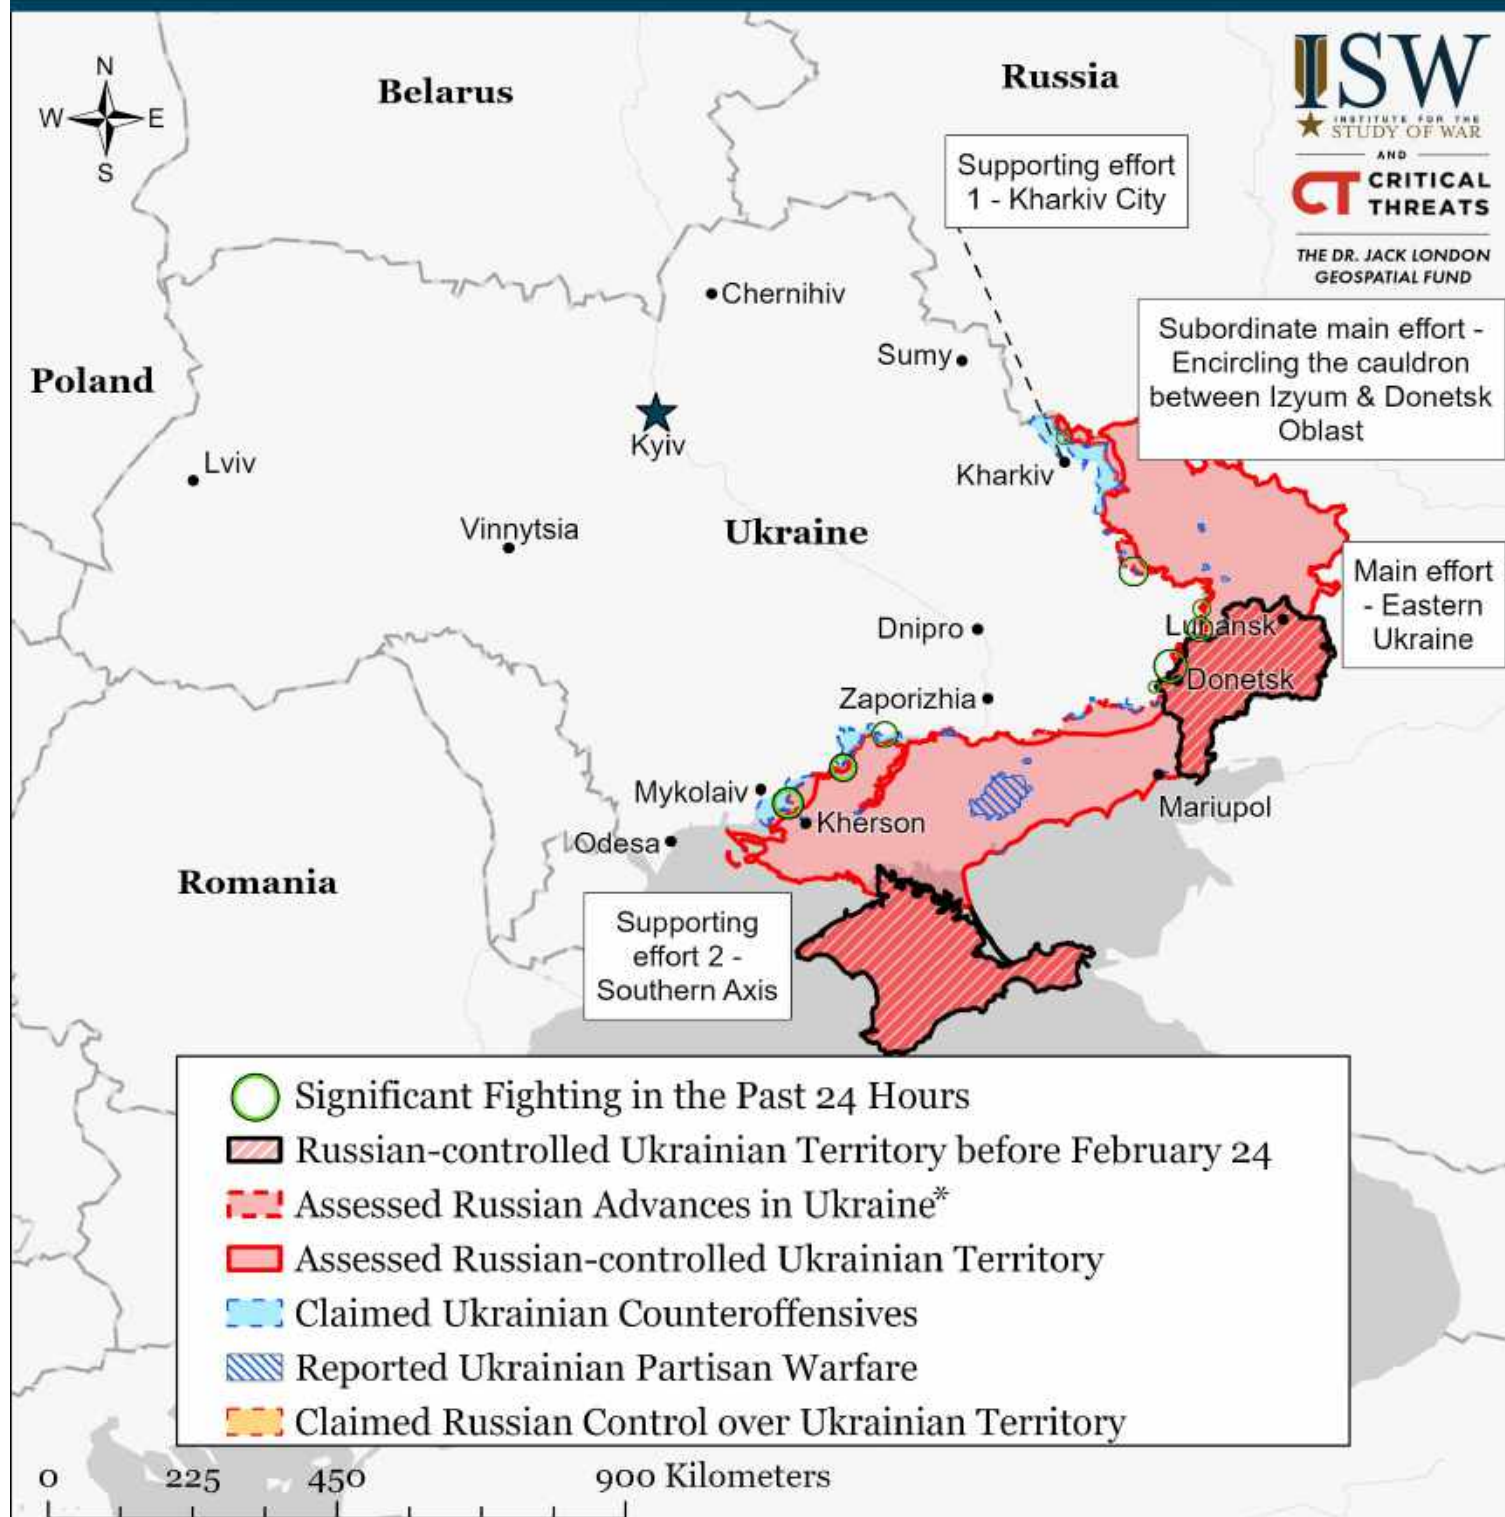 N
W
E
S
Belarus
Russia
ISW
INSTITUTE FOR THE
STUDY OF WAR
AND
CT CRITICAL
THREATS
THE DR. JACK LONDON
GEOSPATIAL FUND
Supporting effort
1 - Kharkiv City
Chernihiv
Subordinate main effort -
Encircling the cauldron
between Izyum & Donetsk
Oblast
Sumy
Poland
Kyiv
Lviv
Kharkiv
Vinnytsia
Ukraine
Main effort
- Eastern
Ukraine
Dnipro
Luhansk
Donetsk
Zaporizhia
Mykolaiv
Mariupol
Kherson
Odesa
Romania
Supporting
effort 2 -
Southern Axis
Significant Fighting in the Past 24 Hours
Russian-controlled Ukrainian Territory before February 24
Assessed Russian Advances in Ukraine*
Assessed Russian-controlled Ukrainian Territory
Claimed Ukrainian Counteroffensives
Reported Ukrainian Partisan Warfare
Claimed Russian Control over Ukrainian Territory
0 225 450 900 Kilometers